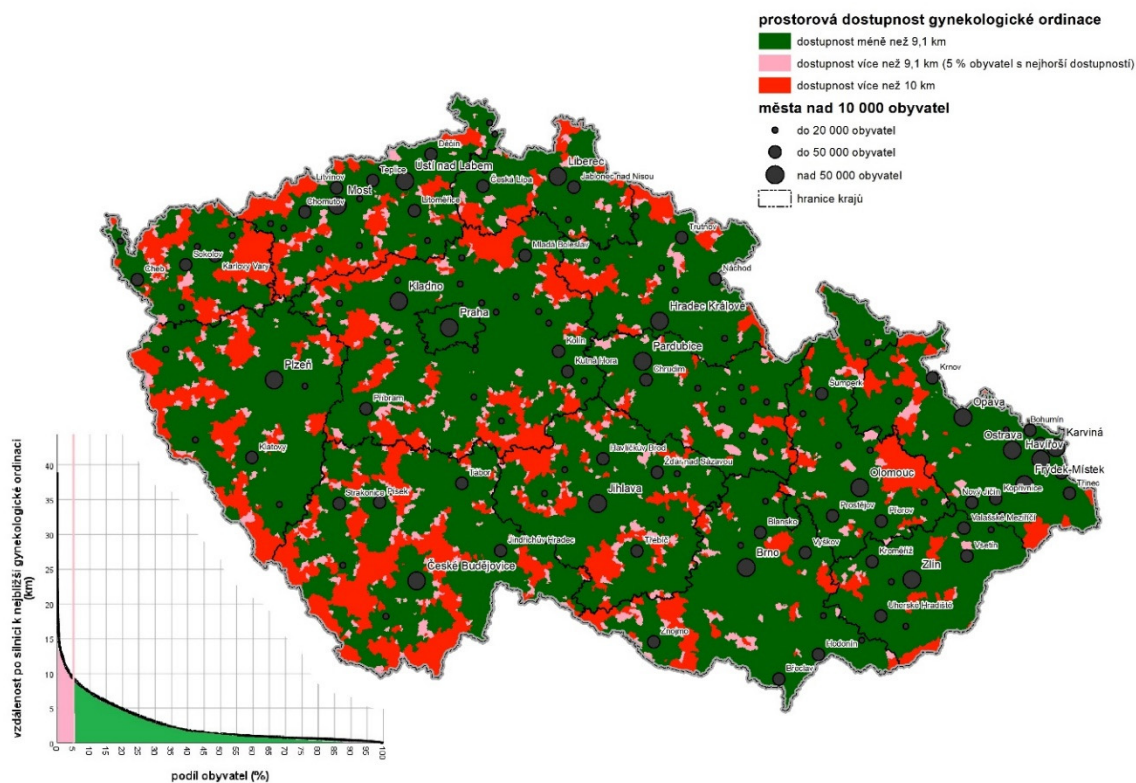 prostorová dostupnost gynekologické ordinace
dostupnost méně než 9,1 km
dostupnost více než 9,1 km (5 % obyvatel s nejhorší dostupností)
dostupnost více než 10 km
města nad 10 000 obyvatel
do 20 000 obyvatel
do 50 000 obyvatel
nad 50 000 obyvatel
hranice krajů
Děčín
Liberec
Teplice
Ústí nad Labem
Jablonec nad Nisou
Litvínov
Česká Lípa
Most
Chomutov
Litoměřice
Trutnov
Mladá Boleslav
Sokolov
Karlovy Vary
Cheb
Náchod
Kladno
Hradec Králové
Praha
Kolín
Pardubice
Kutná Hora
Chrudim
Plzeň
Krnov
Šumperk
Příbram
Opava
Bohumín
Karviná
Ostrava
Havířov
Klatovy
Havlíčkův Brod
Žďár nad Sázavou
Frýdek-Místek
Tábor
Olomouc
Třinec
Strakonice
Písek
Jihlava
Nový Jičín
Kopřivnice
Prostějov
Přerov
Blansko
Valašské Meziříčí
Jindřichův Hradec
Třebíč
Vyškov
Vsetín
Brno
Kroměříž
České Budějovice
Zlín
Uherské Hradiště
Znojmo
Hodonín
Břeclav
vzdálenost po silnici k nejbližší gynekologické ordinaci
(km)
40
35
30
25
20
15
10
5
0
0 5 10 15 20 25 30 35 40 45 50 55 60 65 70 75 80 85 90 95 100
podíl obyvatel (%)